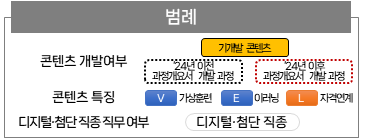 범례
콘텐츠 개발여부
기개발 콘텐츠
'24년 이전
과정개요서 개발 과정
'24년 이후
과정개요서 개발 과정
콘텐츠 특징
V 가상훈련 E 이러닝 L 자격연계
디지털·첨단 직종 직무 여부
디지털·첨단 직종